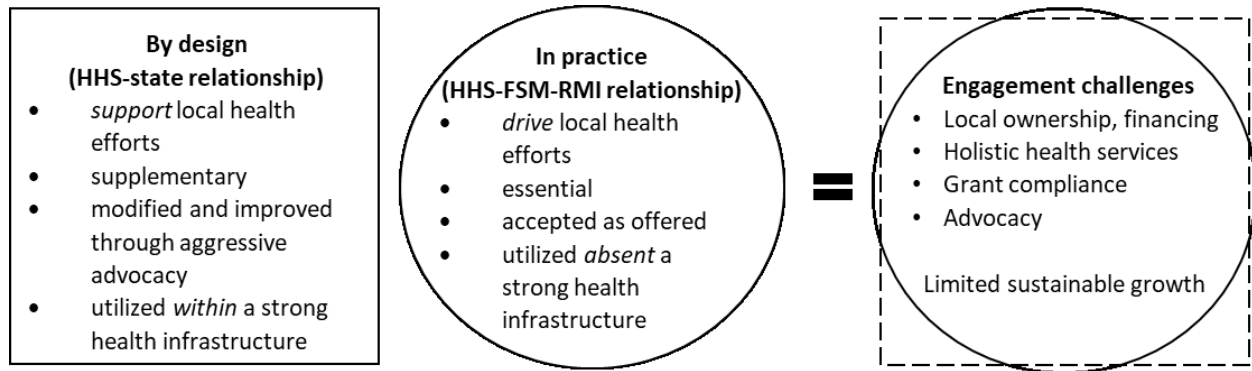 By design
(HHS-state relationship)
• support local health
efforts
• supplementary
• modified and improved
through aggressive
advocacy
• utilized within a strong
health infrastructure
In practice
(HHS-FSM-RMI relationship)
• drive local health
efforts
• essential
• accepted as offered
• utilized absent a
strong health
infrastructure
=
Engagement challenges
• Local ownership, financing
• Holistic health services
• Grant compliance
• Advocacy
Limited sustainable growth